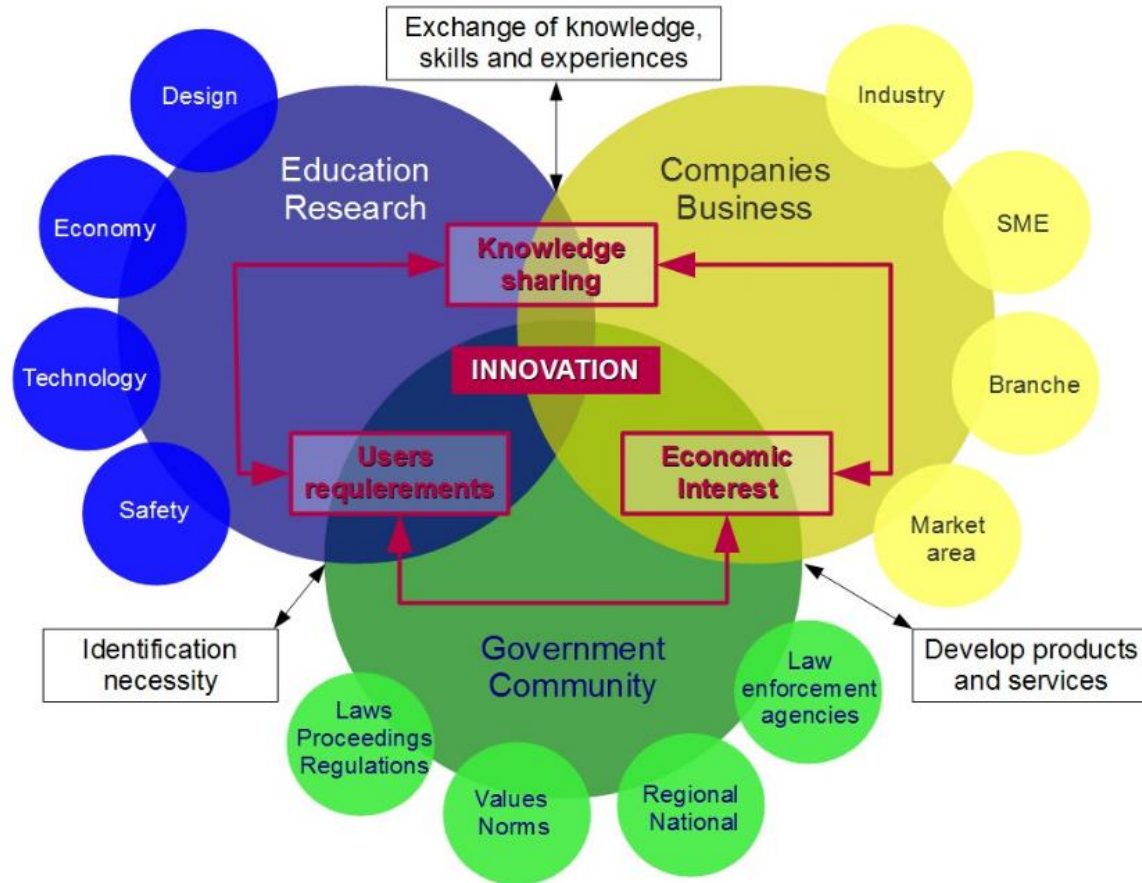 Exchange of knowledge,
skills and experiences
Design
Industry
Education
Research
Companies
Business
Economy
SME
Knowledge
sharing
Technology
INNOVATION
Branche
Users
requierements
Economic
Interest
Safety
Market
area
Identification
necessity
Government
Community
Develop products
and services
Law
enforcement
agencies
Laws
Proceedings
Regulations
Values
Norms
Regional
National